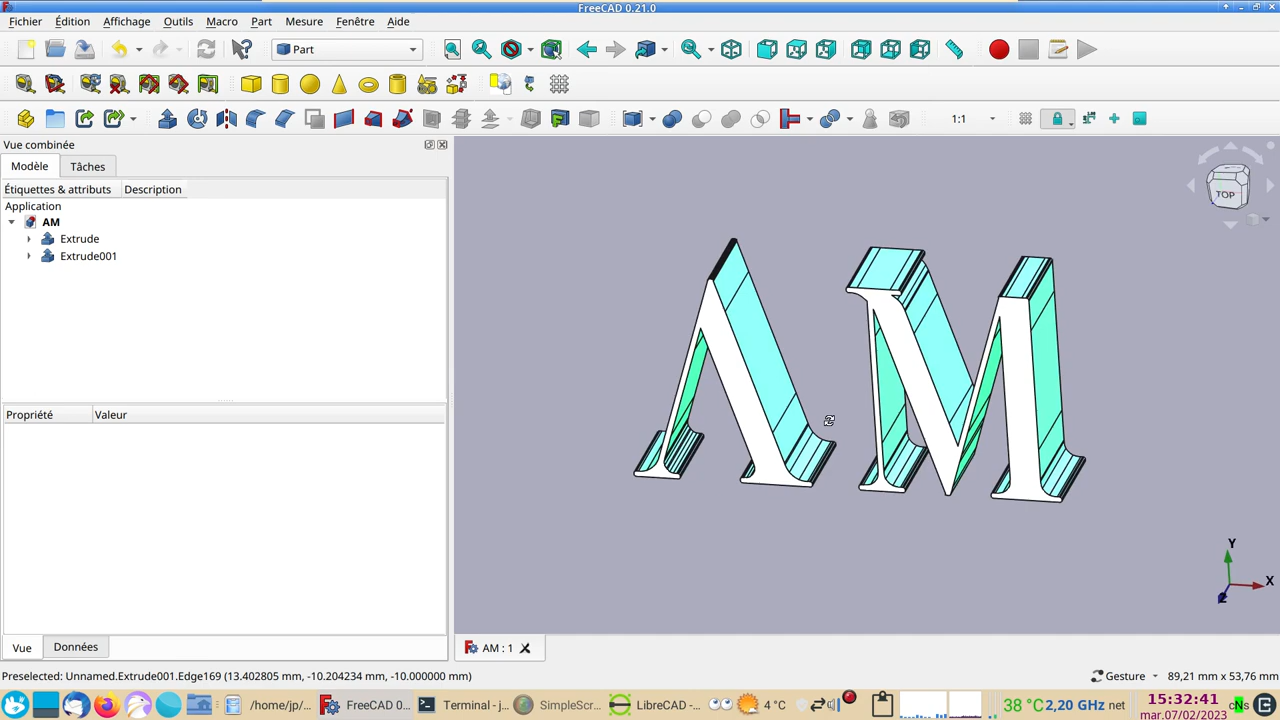 FreeCAD 0.21.0
Fichier Édition Affichage Outils Macro Part Mesure Fenêtre Aide
Part
1:1
Vue combinée
Modèle Tâches
Étiquettes & attributs Description
Application
AM
Extrude
Extrude001
Propriété Valeur
Vue Données
TOP
ΛM
Y
X
Z
AM : 1
Preselected: Unnamed.Extrude001.Edge169 (13.402805 mm, -10.204234 mm, -10.000000 mm)
Gesture 89,21 mm x 53,76 mm
/home/jp/... FreeCAD 0... Terminal - j... SimpleScr... LibreCAD -... 4 °C 38 °C 2,20 GHz net 15:32:41
mar.07/02/2023 cNs